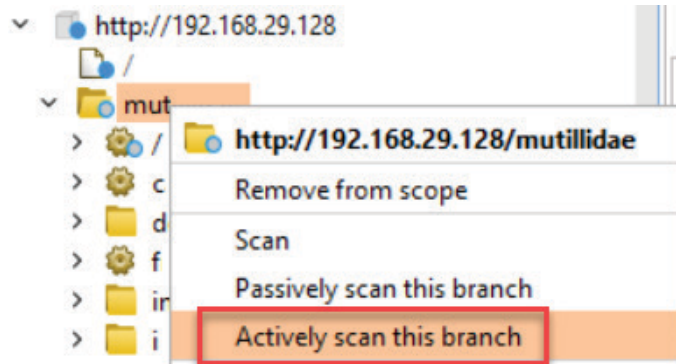 http://192.168.29.128
/
mut
http://192.168.29.128/mutillidae
/
Remove from scope
c
d
Scan
f
Passively scan this branch
in
Actively scan this branch
i